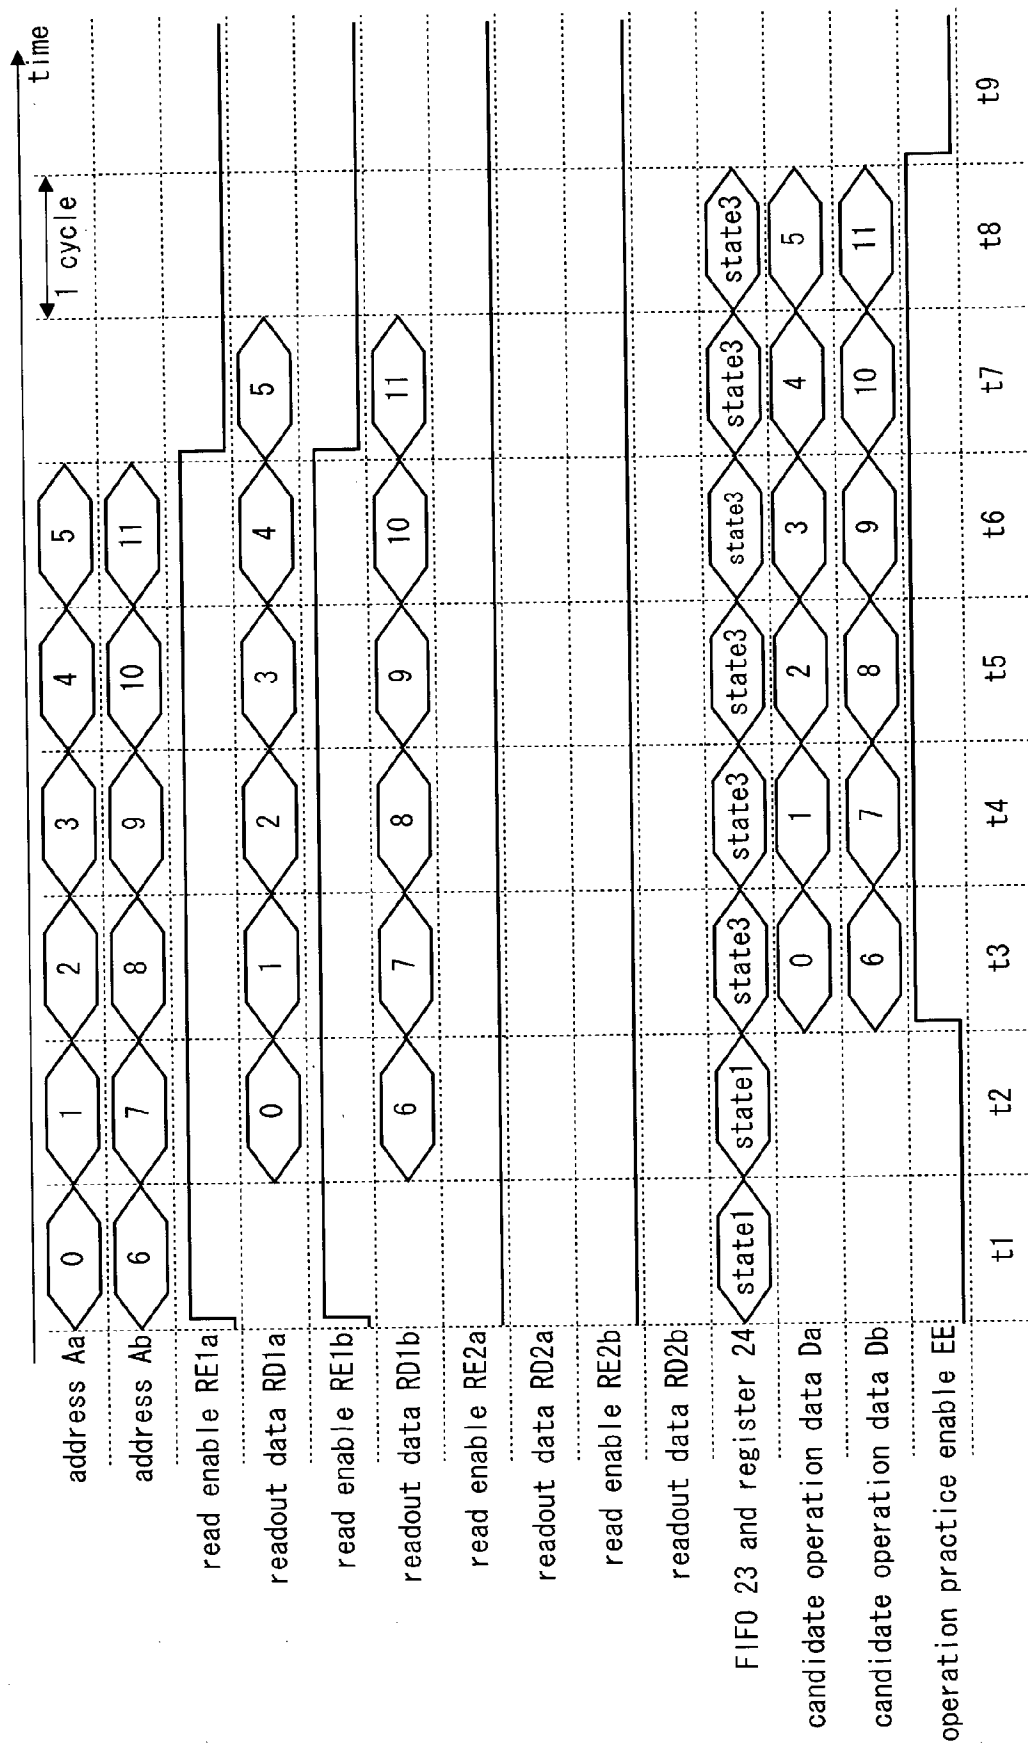 time
1 cycle
address Aa 0 1 2 3 4 5
address Ab 6 7 8 9 10 11
read enable RE1a
readout data RD1a 0 1 2 3 4 5
read enable RE1b
readout data RD1b 6 7 8 9 10 11
read enable RE2a
readout data RD2a
read enable RE2b
readout data RD2b
FIFO 23 and register 24 state1 state1 state3 state3 state3 state3 state3 state3
candidate operation data Da 0 1 2 3 4 5
candidate operation data Db 6 7 8 9 10 11
operation practice enable EE
t1 t2 t3 t4 t5 t6 t7 t8 t9